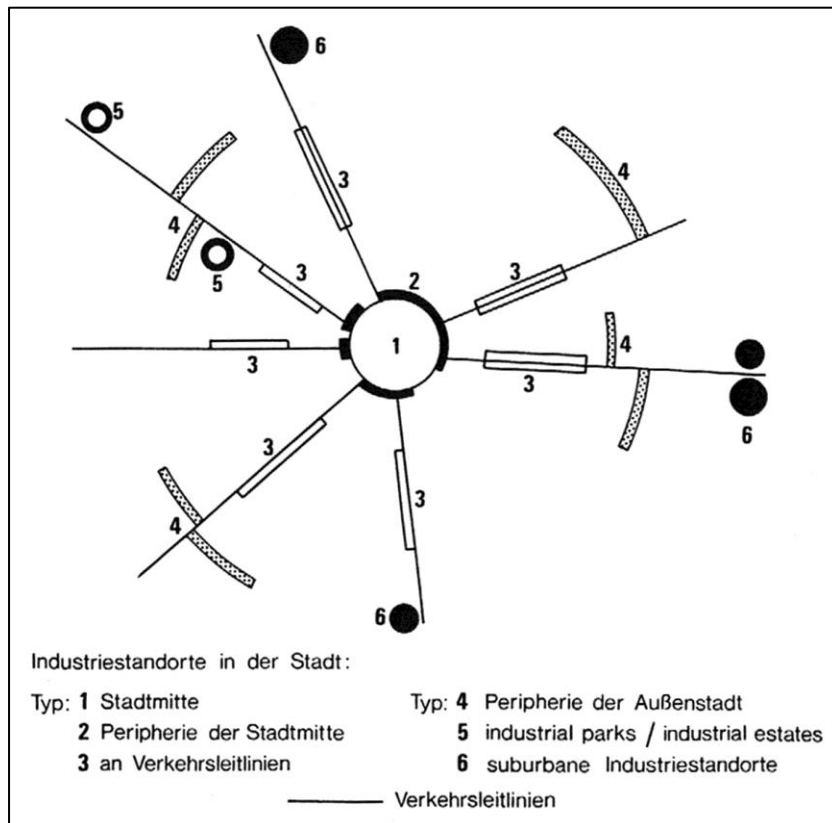 6
5
3
4
4
2
3
5
3
1
4
3
3
6
3
3
4
6
Industriestandorte in der Stadt:
Typ: 1 Stadtmitte
2 Peripherie der Stadtmitte
3 an Verkehrsleitlinien
Typ: 4 Peripherie der Außenstadt
5 industrial parks / industrial estates
6 suburbane Industriestandorte
Verkehrsleitlinien